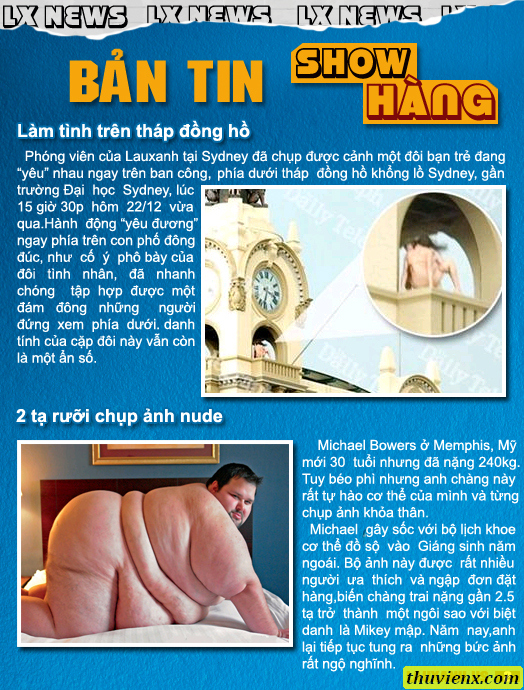 LX NEWS LX NEWS LX NEWS LX
BẢN TIN SHOW HÀNG
Làm tình trên tháp đồng hồ
Phóng viên của Lauxanh tại Sydney đã chụp được cảnh một đôi bạn trẻ đang
“yêu” nhau ngay trên ban công, phía dưới tháp đồng hồ khổng lồ Sydney, gần
trường Đại học Sydney, lúc
15 giờ 30p hôm 22/12 vừa
qua.Hành động “yêu đương”
ngay phía trên con phố đông
đúc, như cố ý phô bày của
đôi tình nhân, đã nhanh
chóng tập hợp được một
đám đông những người
đứng xem phía dưới. danh
tính của cặp đôi này vẫn còn
là một ẩn số.
2 tạ rưỡi chụp ảnh nude
Michael Bowers ở Memphis, Mỹ
mới 30 tuổi nhưng đã nặng 240kg.
Tuy béo phì nhưng anh chàng này
rất tự hào cơ thể của mình và từng
chụp ảnh khỏa thân.
Michael gây sốc với bộ lịch khoe
cơ thể đồ sộ vào Giáng sinh năm
ngoái. Bộ ảnh này được rất nhiều
người ưa thích và ngập đơn đặt
hàng,biến chàng trai nặng gần 2.5
tạ trở thành một ngôi sao với biệt
danh là Mikey mập. Năm nay,anh
lại tiếp tục tung ra những bức ảnh
rất ngộ nghĩnh.
thuvienx.com